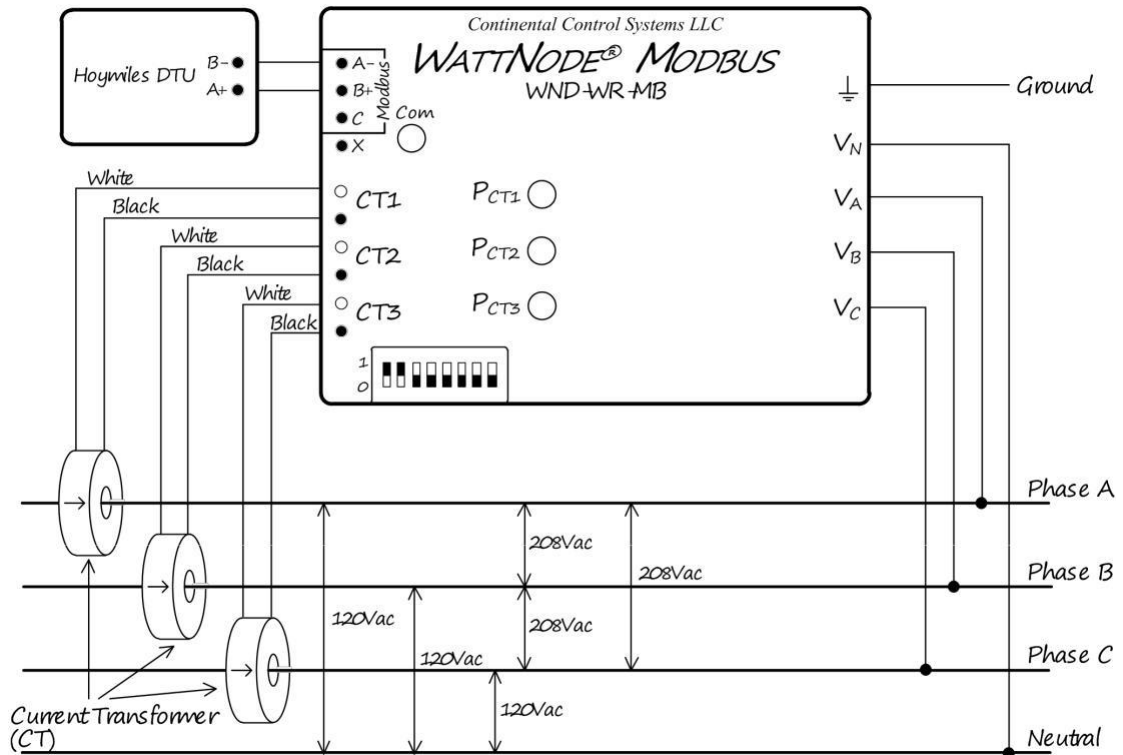 Continental Control Systems LLC
WATTNODE® MODBUS
WND-WR-MB
Hoymiles DTU
B-
A+
A-
B+
C
X
Modbus
Com
Ground
VN
VA
VB
VC
White
Black
CT1
PCT1
White
Black
CT2
PCT2
White
Black
CT3
PCT3
1
0
Phase A
208Vac
208Vac
Phase B
120Vac
208Vac
120Vac
Phase C
120Vac
Current Transformer
(CT)
Neutral